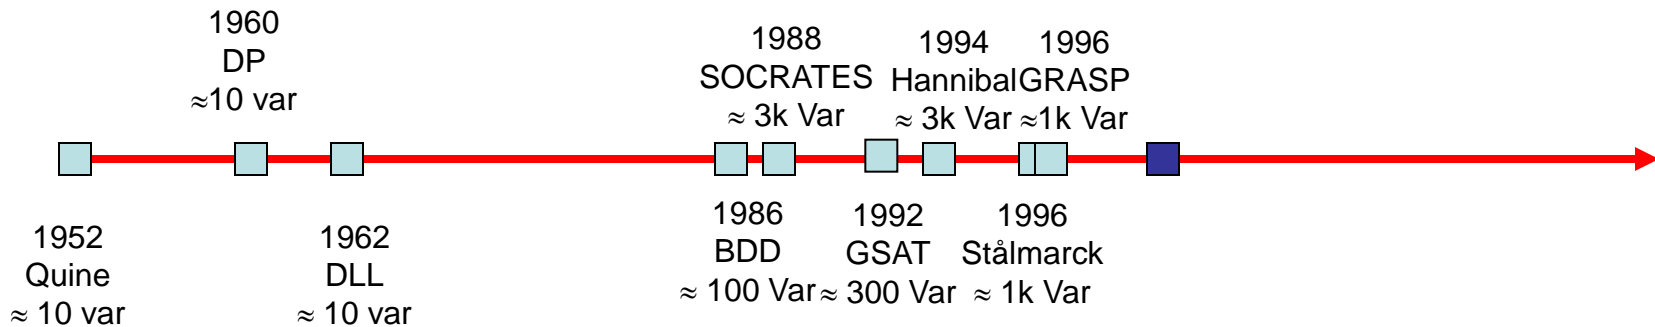 1960
DP
≈10 var
1988
SOCRATES
≈ 3k Var
1994
Hannibal
≈ 3k Var
1996
GRASP
≈1k Var
1952
Quine
≈ 10 var
1962
DLL
≈ 10 var
1986
BDD
≈ 100 Var
1992
GSAT
≈ 300 Var
1996
Stålmarck
≈ 1k Var